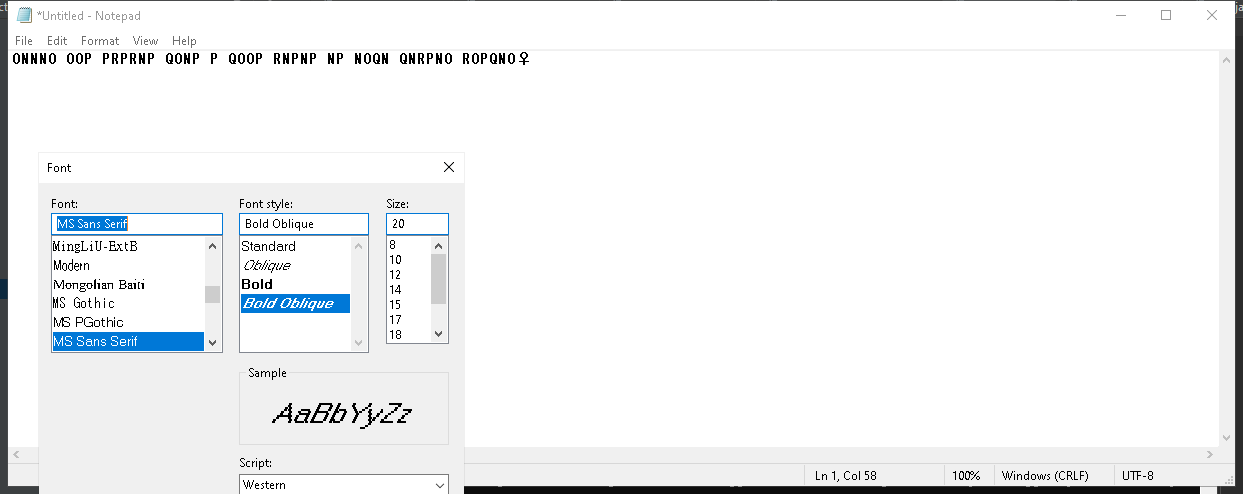 *Untitled - Notepad
File Edit Format View Help
ONNNO OOP PRPRNP QONP P QOOP RNPNP NP NOQN QNRPNO ROPQNO♀
Font
Font: Font style: Size:
MS Sans Serif Bold Oblique 20
MingLiU-ExtB Standard 8
Modern Oblique 10
Mongolian Baiti Bold 12
MS Gothic Bold Oblique 14
MS PGothic 15
MS Sans Serif 17
18
Sample
AaBbYyZz
Script:
Western
Ln 1, Col 58 100% Windows (CRLF) UTF-8